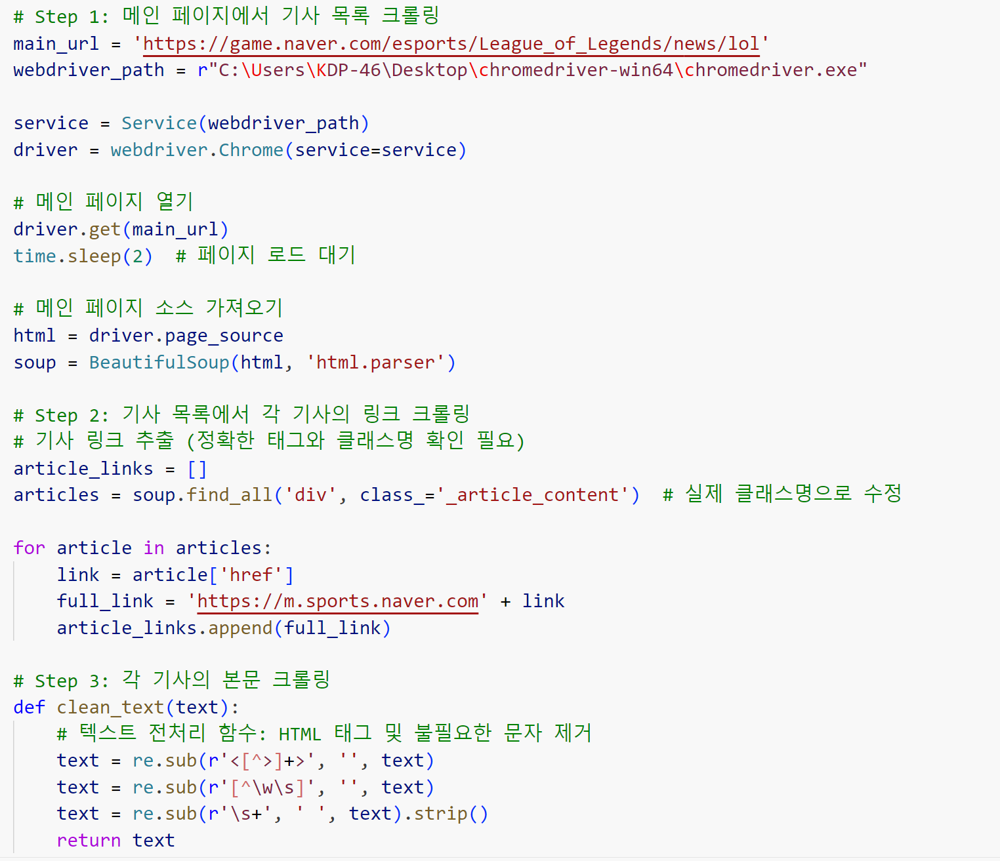 # Step 1: 메인 페이지에서 기사 목록 크롤링
main_url = 'https://game.naver.com/esports/League_of_Legends/news/lol'
webdriver_path = r"C:\Users\KDP-46\Desktop\chromedriver-win64\chromedriver.exe"
service = Service(webdriver_path)
driver = webdriver.Chrome(service=service)
# 메인 페이지 열기
driver.get(main_url)
time.sleep(2)  # 페이지 로드 대기
# 메인 페이지 소스 가져오기
html = driver.page_source
soup = BeautifulSoup(html, 'html.parser')
# Step 2: 기사 목록에서 각 기사의 링크 크롤링
# 기사 링크 추출 (정확한 태그와 클래스명 확인 필요)
article_links = []
articles = soup.find_all('div', class_='_article_content')  # 실제 클래스명으로 수정
for article in articles:
    link = article['href']
    full_link = 'https://m.sports.naver.com' + link
    article_links.append(full_link)
# Step 3: 각 기사의 본문 크롤링
def clean_text(text):
    # 텍스트 전처리 함수: HTML 태그 및 불필요한 문자 제거
    text = re.sub(r'<[^>]+>', '', text)
    text = re.sub(r'[^\w\s]', '', text)
    text = re.sub(r'\s+', ' ', text).strip()
    return text